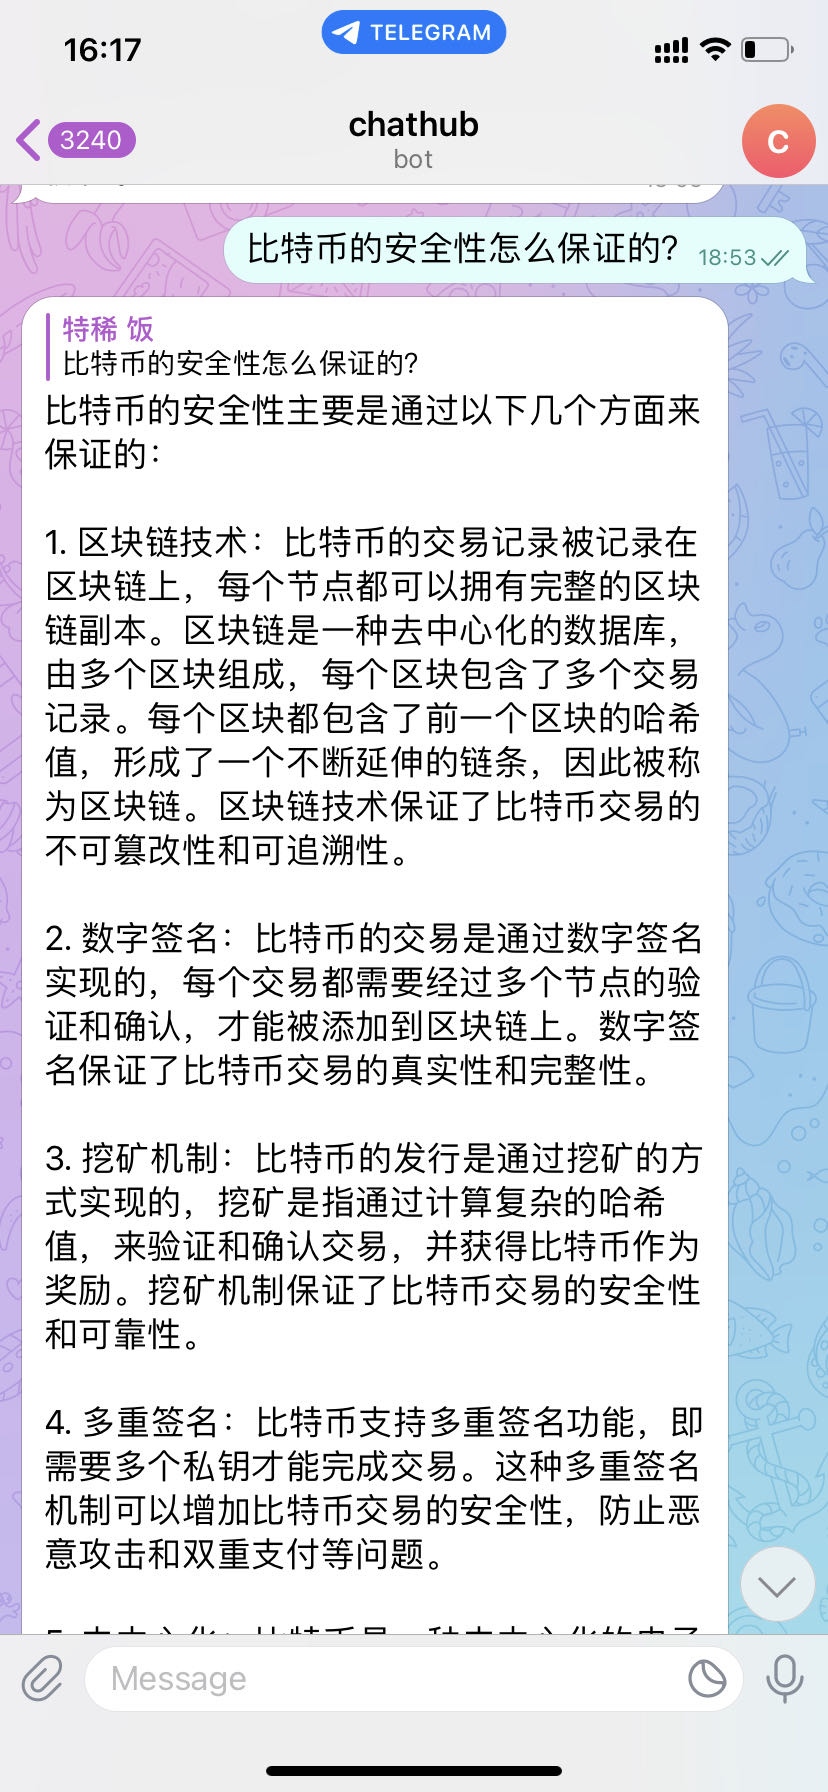 16:17
TELEGRAM
3240
chathub
bot
C
比特币的安全性怎么保证的?
18:53
特稀 饭
比特币的安全性怎么保证的?
比特币的安全性主要是通过以下几个方面来
保证的：
1. 区块链技术：比特币的交易记录被记录在
区块链上，每个节点都可以拥有完整的区块
链副本。区块链是一种去中心化的数据库，
由多个区块组成，每个区块包含了多个交易
记录。每个区块都包含了前一个区块的哈希
值，形成了一个不断延伸的链条，因此被称
为区块链。区块链技术保证了比特币交易的
不可篡改性和可追溯性。
2. 数字签名：比特币的交易是通过数字签名
实现的，每个交易都需要经过多个节点的验
证和确认，才能被添加到区块链上。数字签
名保证了比特币交易的真实性和完整性。
3. 挖矿机制：比特币的发行是通过挖矿的方
式实现的，挖矿是指通过计算复杂的哈希
值，来验证和确认交易，并获得比特币作为
奖励。挖矿机制保证了比特币交易的安全性
和可靠性。
4. 多重签名：比特币支持多重签名功能，即
需要多个私钥才能完成交易。这种多重签名
机制可以增加比特币交易的安全性，防止恶
意攻击和双重支付等问题。
Message